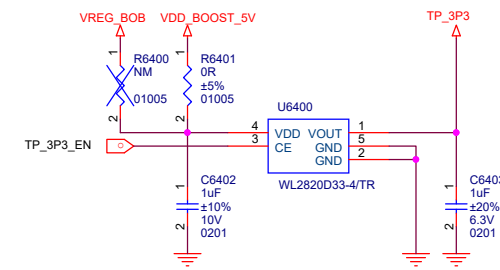 VREG_BOB VDD_BOOST_5V TP_3P3
1 1 1
R6400 R6401
NM 0R
±5%
01005 01005
2 2
U6400
TP_3P3_EN
4 VDD VOUT 1
3 CE GND 5
GND 2
WL2820D33-4/TR
1 C6402 1 C6403
1uF 1uF
±10% ±20%
2 10V 2 6.3V
0201 0201